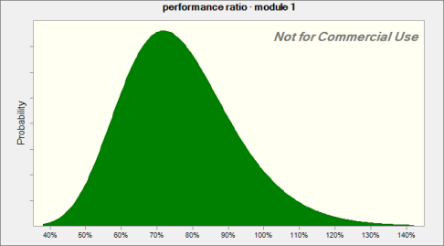 performance ratio - module 1
Not for Commercial Use
Probability
40% 50% 60% 70% 80% 90% 100% 110% 120% 130% 140%